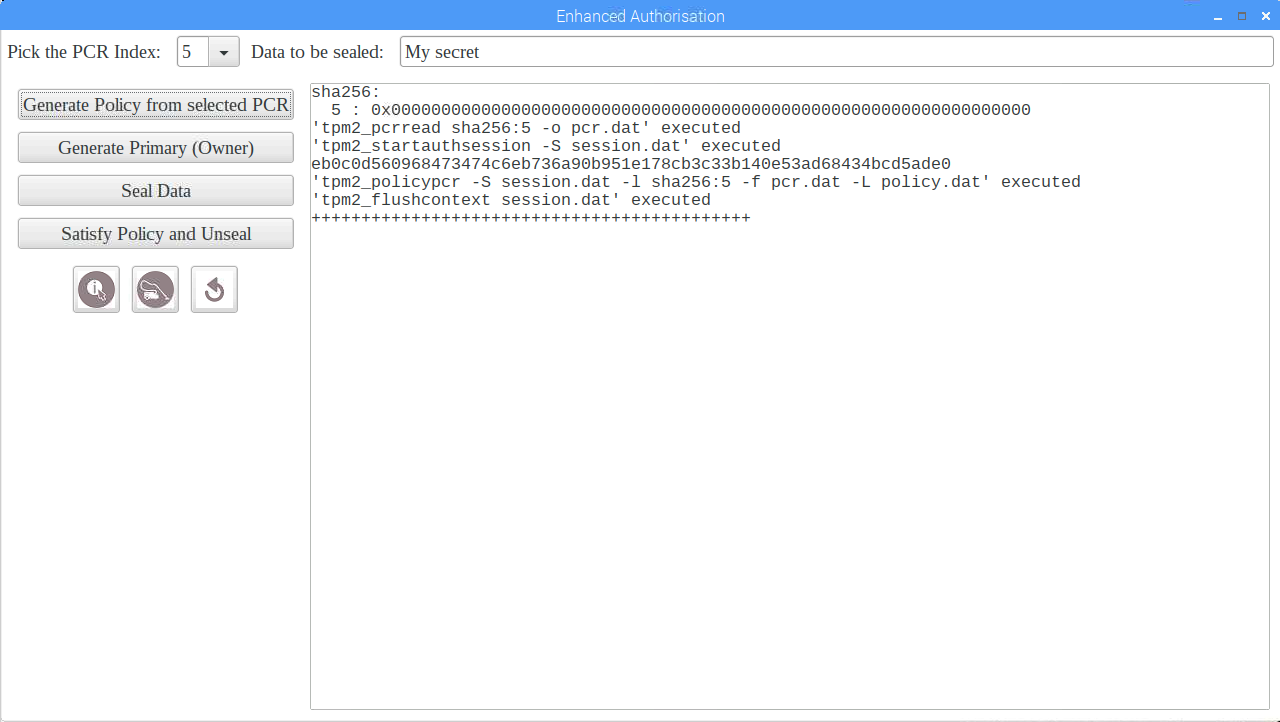 Enhanced Authorisation
Pick the PCR Index: 5 Data to be sealed: My secret
Generate Policy from selected PCR
Generate Primary (Owner)
Seal Data
Satisfy Policy and Unseal
sha256:
5 : 0x0000000000000000000000000000000000000000000000000000000000000000
'tpm2_pcrread sha256:5 -o pcr.dat' executed
'tpm2_startauthsession -S session.dat' executed
eb0c0d560968473474c6eb736a90b951e178cb3c33b140e53ad68434bcd5ade0
'tpm2_policypcr -S session.dat -l sha256:5 -f pcr.dat -L policy.dat' executed
'tpm2_flushcontext session.dat' executed
++++++++++++++++++++++++++++++++++++++++++++